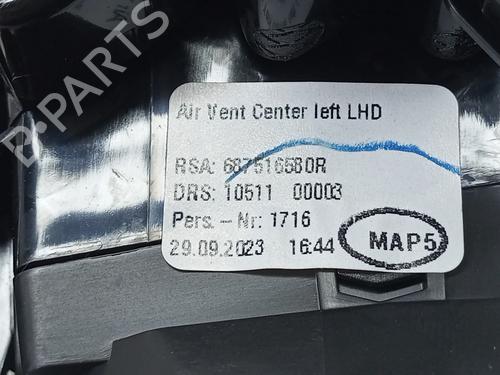 B-PARTS
Air Vent Center left LHD
RSA: 687516580R
DRS: 10511 00003
Pers. - Nr: 1716
29.09.2023 16:44 MAP5